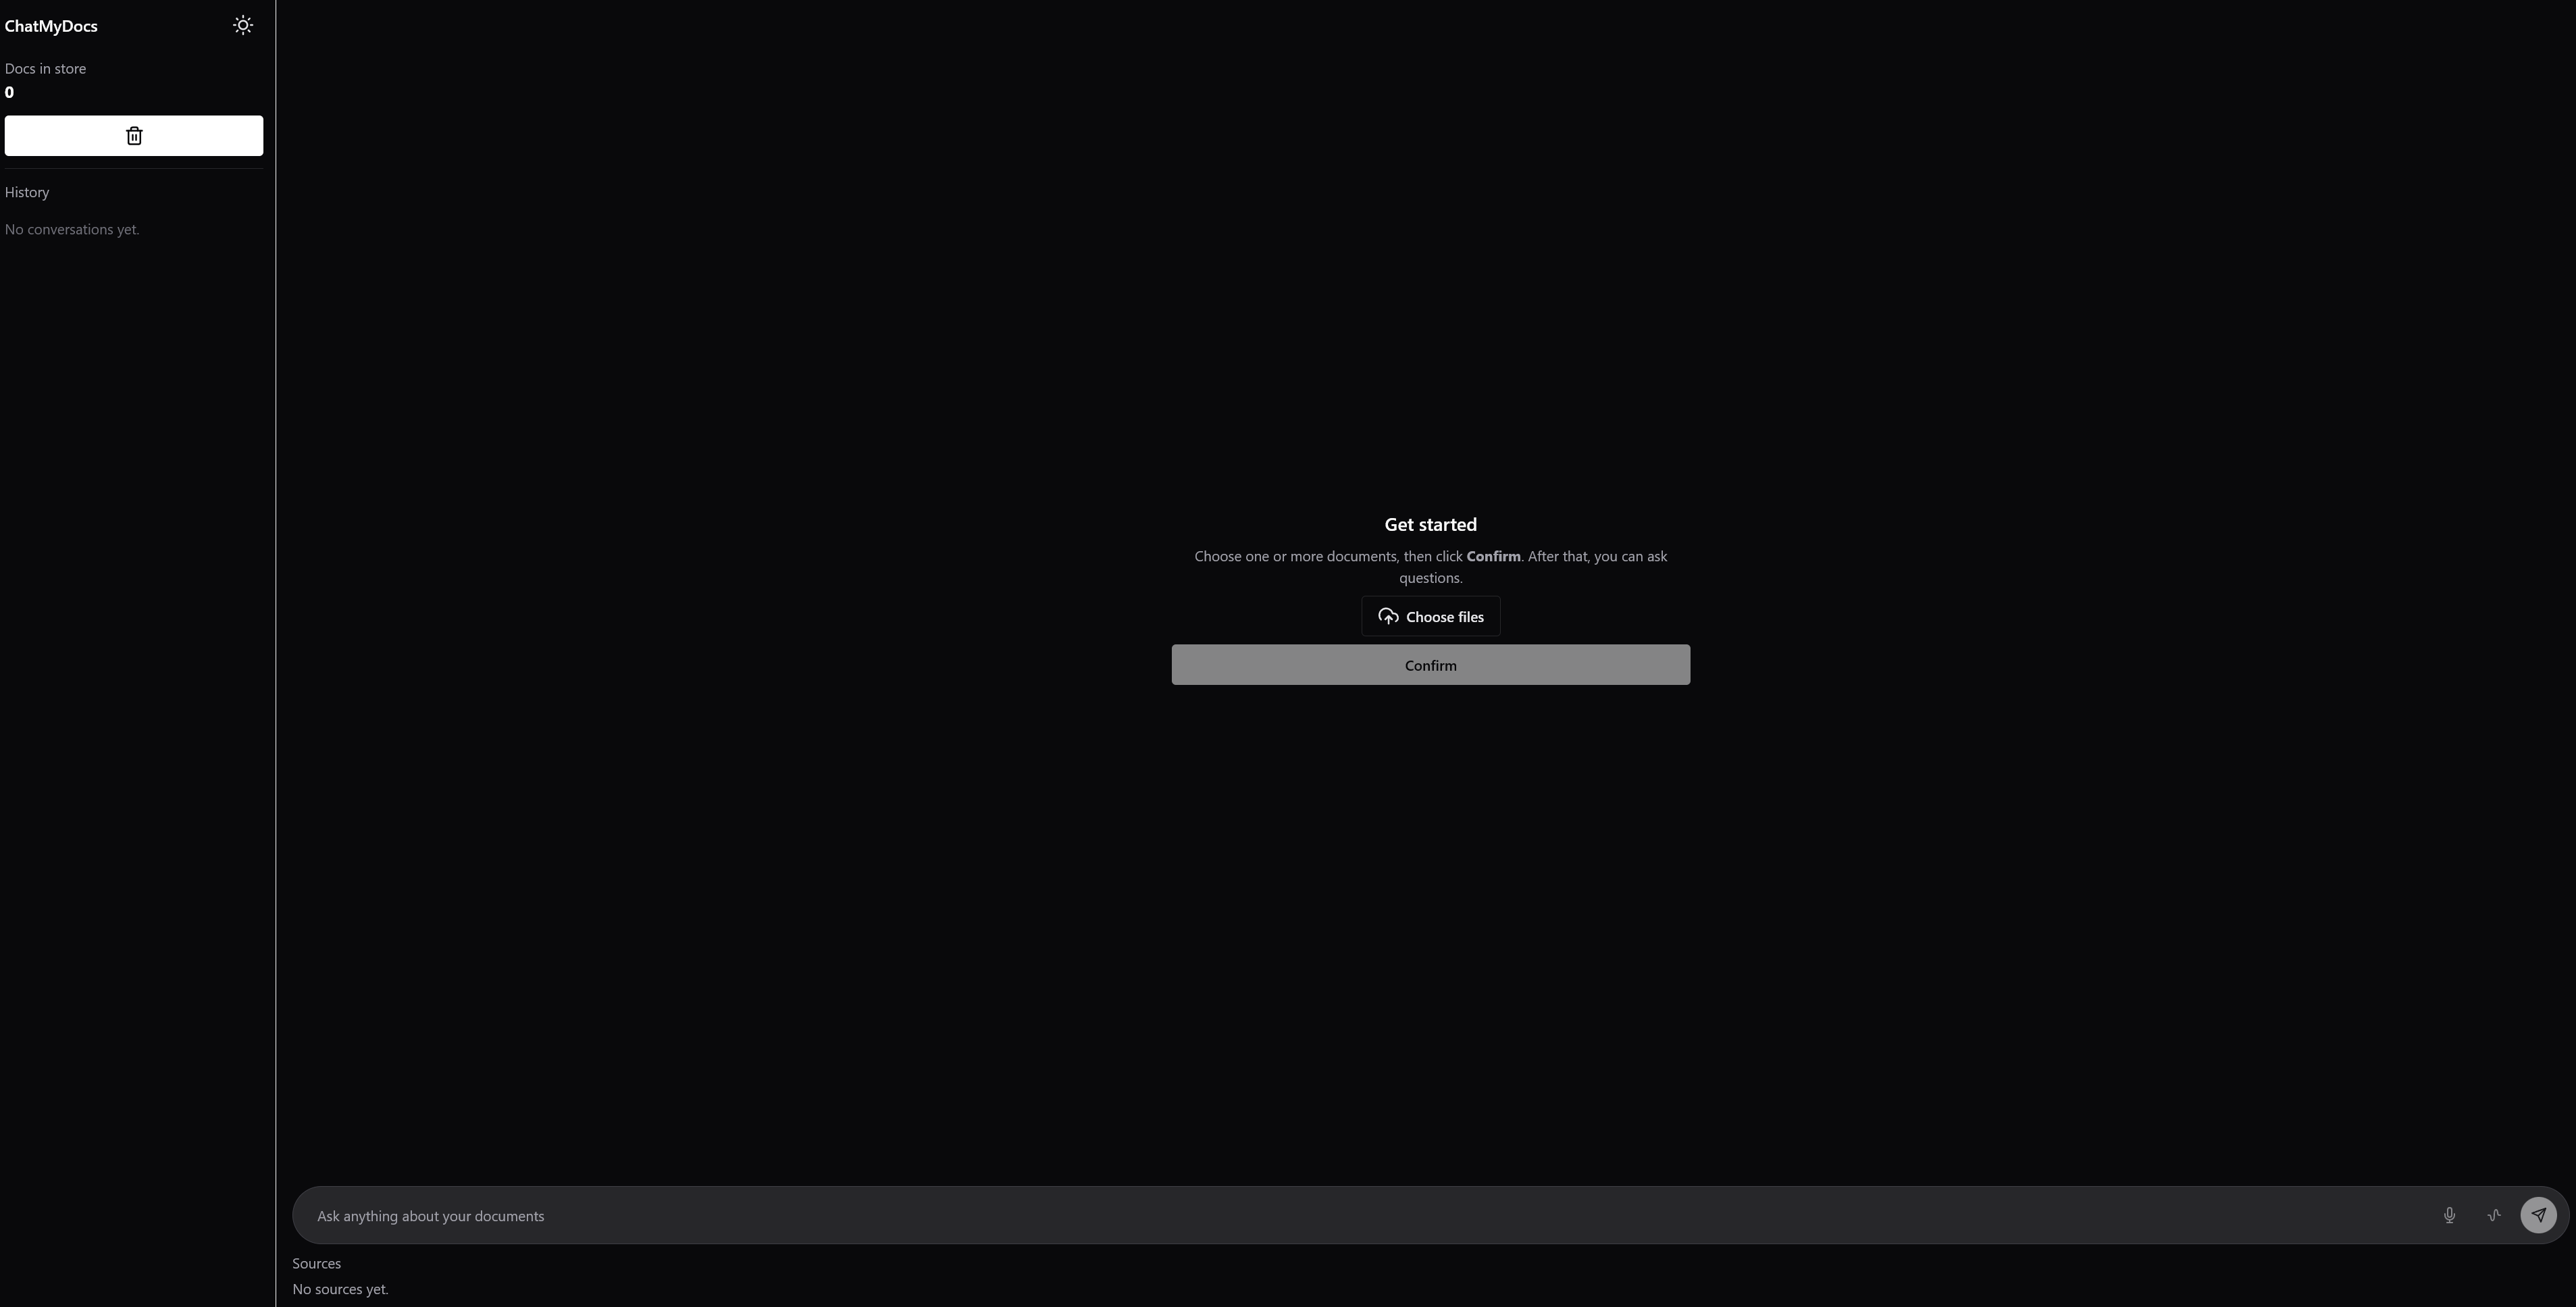 ChatMyDocs
Docs in store
0
History
No conversations yet.
Get started
Choose one or more documents, then click Confirm. After that, you can ask
questions.
Choose files
Confirm
Ask anything about your documents
Sources
No sources yet.